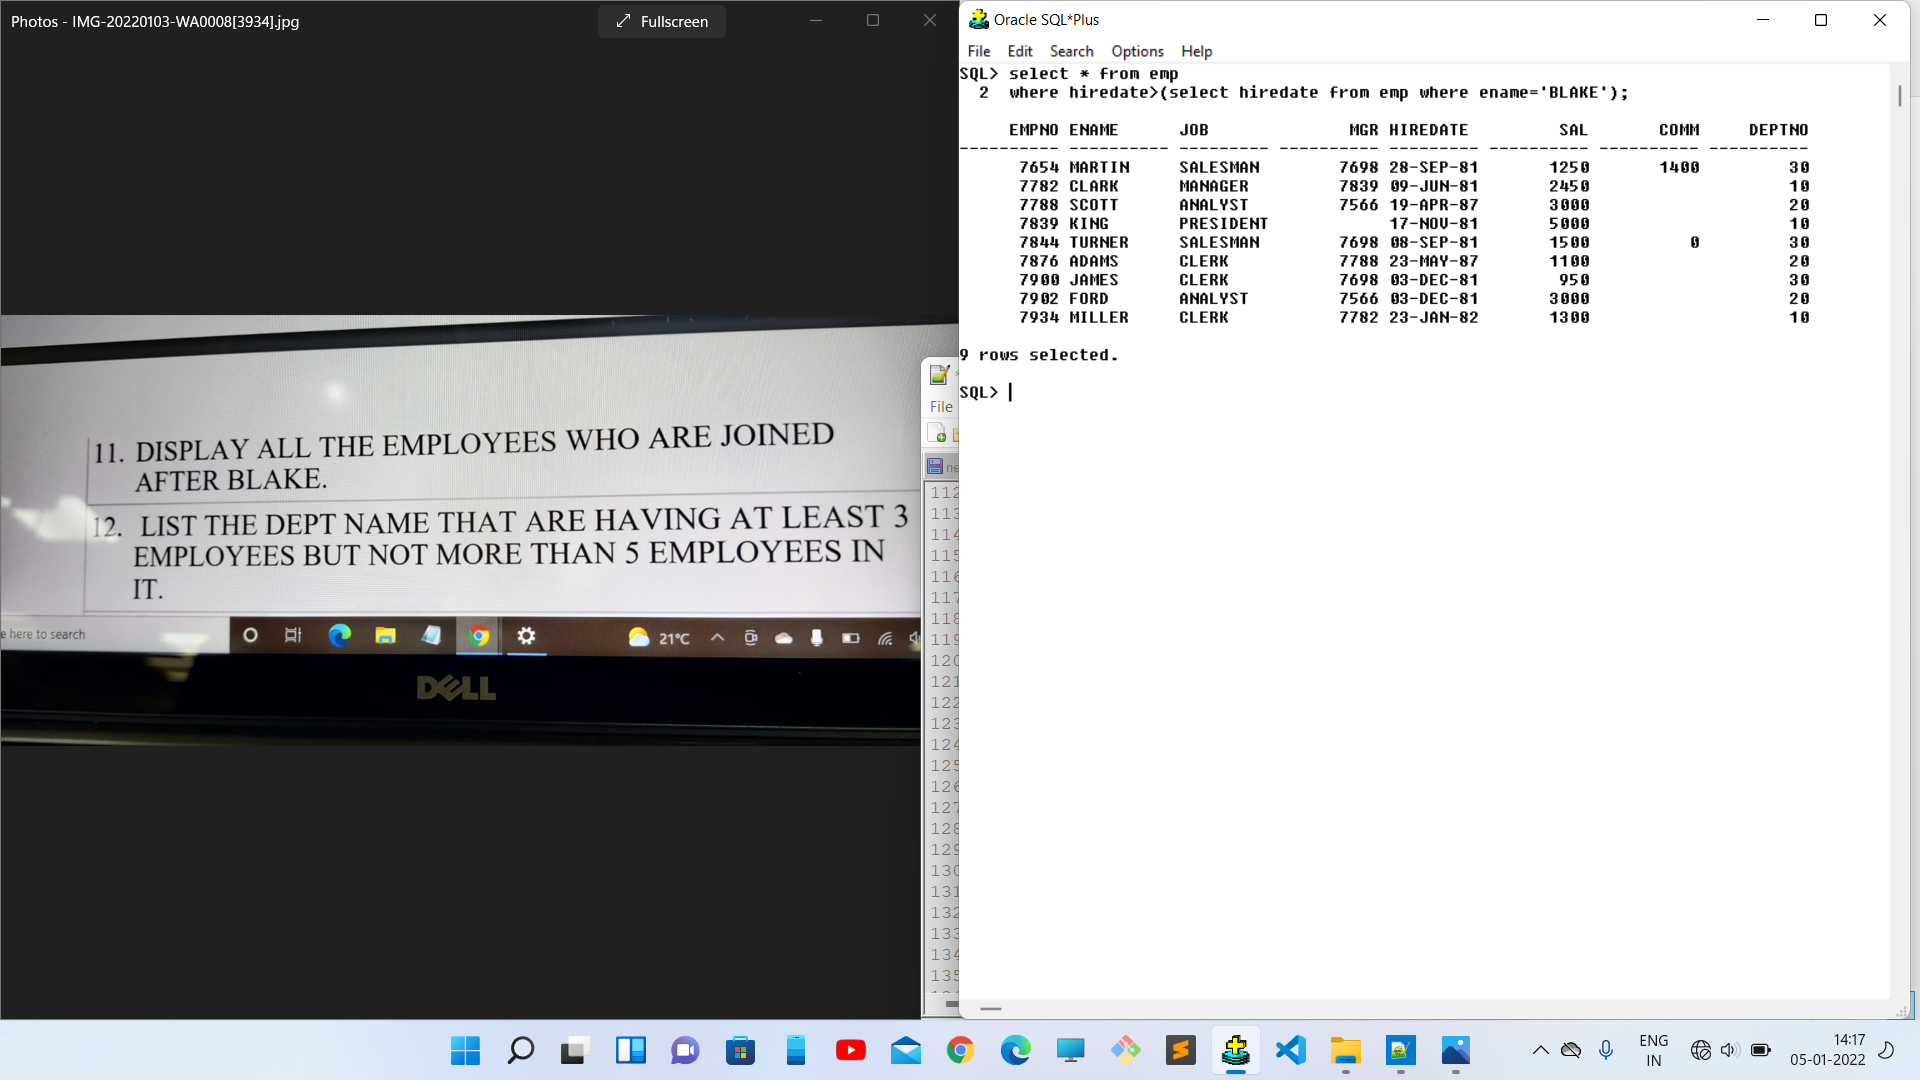 Photos - IMG-20220103-WA0008[3934].jpg
Fullscreen
11. DISPLAY ALL THE EMPLOYEES WHO ARE JOINED
AFTER BLAKE.
12. LIST THE DEPT NAME THAT ARE HAVING AT LEAST 3
EMPLOYEES BUT NOT MORE THAN 5 EMPLOYEES IN
IT.
e here to search
21°C
DELL
File
ne
112
113
114
115
116
117
118
119
120
121
122
123
124
125
126
127
128
129
130
131
132
133
134
135
Oracle SQL*Plus
File Edit Search Options Help
SQL> select * from emp
2 where hiredate>(select hiredate from emp where ename='BLAKE');
EMPNO ENAME JOB MGR HIREDATE SAL COMM DEPTNO
---------- ---------- --------- ---------- --------- ---------- ---------- ----------
7654 MARTIN SALESMAN 7698 28-SEP-81 1250 1400 30
7782 CLARK MANAGER 7839 09-JUN-81 2450 10
7788 SCOTT ANALYST 7566 19-APR-87 3000 20
7839 KING PRESIDENT 17-NOV-81 5000 10
7844 TURNER SALESMAN 7698 08-SEP-81 1500 0 30
7876 ADAMS CLERK 7788 23-MAY-87 1100 20
7900 JAMES CLERK 7698 03-DEC-81 950 30
7902 FORD ANALYST 7566 03-DEC-81 3000 20
7934 MILLER CLERK 7782 23-JAN-82 1300 10
9 rows selected.
SQL>
ENG
IN
14:17
05-01-2022